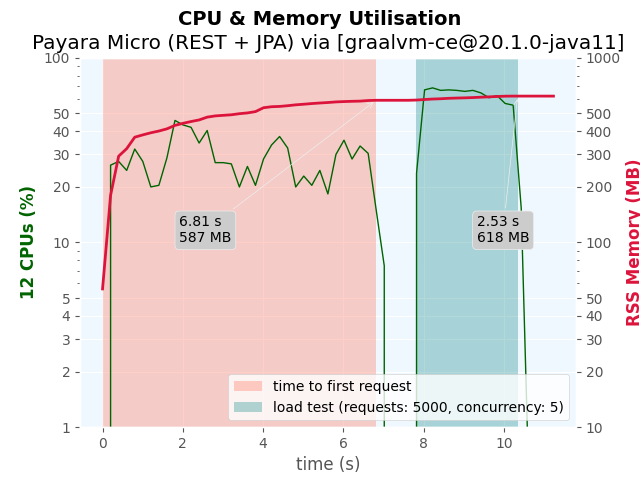 CPU & Memory Utilisation
Payara Micro (REST + JPA) via [graalvm-ce@20.1.0-java11]
100
50
40
30
20
10
5
4
3
2
1
12 CPUs (%)
1000
500
400
300
200
100
50
40
30
20
10
RSS Memory (MB)
6.81 s
587 MB
2.53 s
618 MB
time to first request
load test (requests: 5000, concurrency: 5)
0
2
4
6
8
10
time (s)